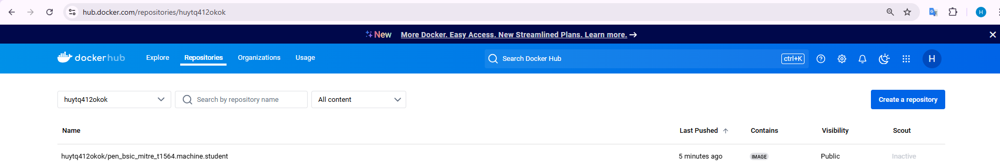 hub.docker.com/repositories/huytq412okok
H
New More Docker. Easy Access. New Streamlined Plans. Learn more.
dockerhub Explore Repositories Organizations Usage Search Docker Hub ctrl+K H
huytq412okok Search by repository name All content Create a repository
Name Last Pushed Contains Visibility Scout
huytq412okok/pen_bsic_mitre_t1564.machine.student 5 minutes ago IMAGE Public Inactive